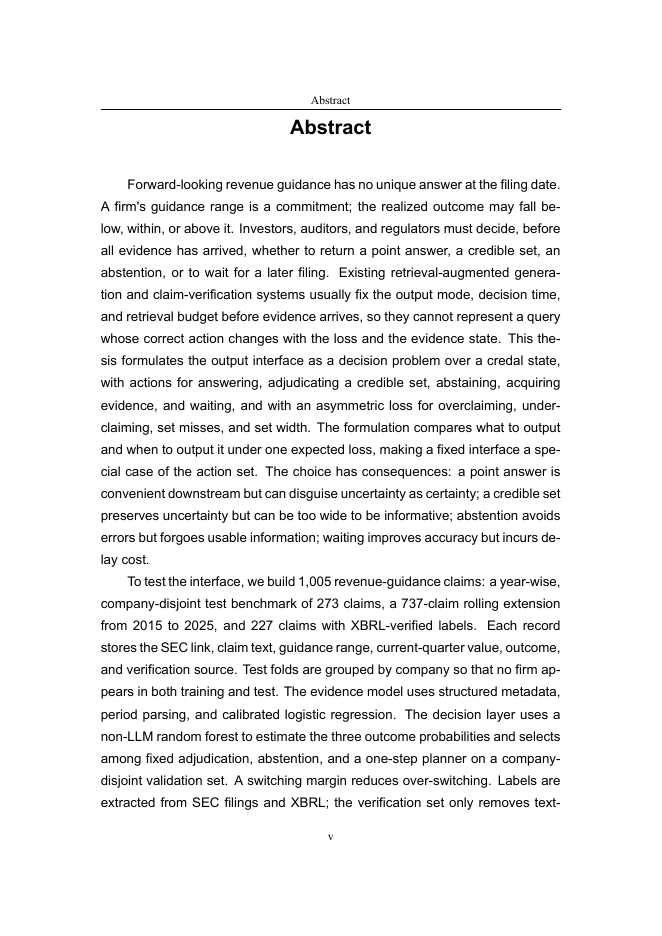 Abstract
Abstract
Forward-looking revenue guidance has no unique answer at the filing date.
A firm's guidance range is a commitment; the realized outcome may fall be-
low, within, or above it. Investors, auditors, and regulators must decide, before
all evidence has arrived, whether to return a point answer, a credible set, an
abstention, or to wait for a later filing. Existing retrieval-augmented genera-
tion and claim-verification systems usually fix the output mode, decision time,
and retrieval budget before evidence arrives, so they cannot represent a query
whose correct action changes with the loss and the evidence state. This the-
sis formulates the output interface as a decision problem over a credal state,
with actions for answering, adjudicating a credible set, abstaining, acquiring
evidence, and waiting, and with an asymmetric loss for overclaiming, under-
claiming, set misses, and set width. The formulation compares what to output
and when to output it under one expected loss, making a fixed interface a spe-
cial case of the action set. The choice has consequences: a point answer is
convenient downstream but can disguise uncertainty as certainty; a credible set
preserves uncertainty but can be too wide to be informative; abstention avoids
errors but forgoes usable information; waiting improves accuracy but incurs de-
lay cost.
To test the interface, we build 1,005 revenue-guidance claims: a year-wise,
company-disjoint test benchmark of 273 claims, a 737-claim rolling extension
from 2015 to 2025, and 227 claims with XBRL-verified labels. Each record
stores the SEC link, claim text, guidance range, current-quarter value, outcome,
and verification source. Test folds are grouped by company so that no firm ap-
pears in both training and test. The evidence model uses structured metadata,
period parsing, and calibrated logistic regression. The decision layer uses a
non-LLM random forest to estimate the three outcome probabilities and selects
among fixed adjudication, abstention, and a one-step planner on a company-
disjoint validation set. A switching margin reduces over-switching. Labels are
extracted from SEC filings and XBRL; the verification set only removes text-
v